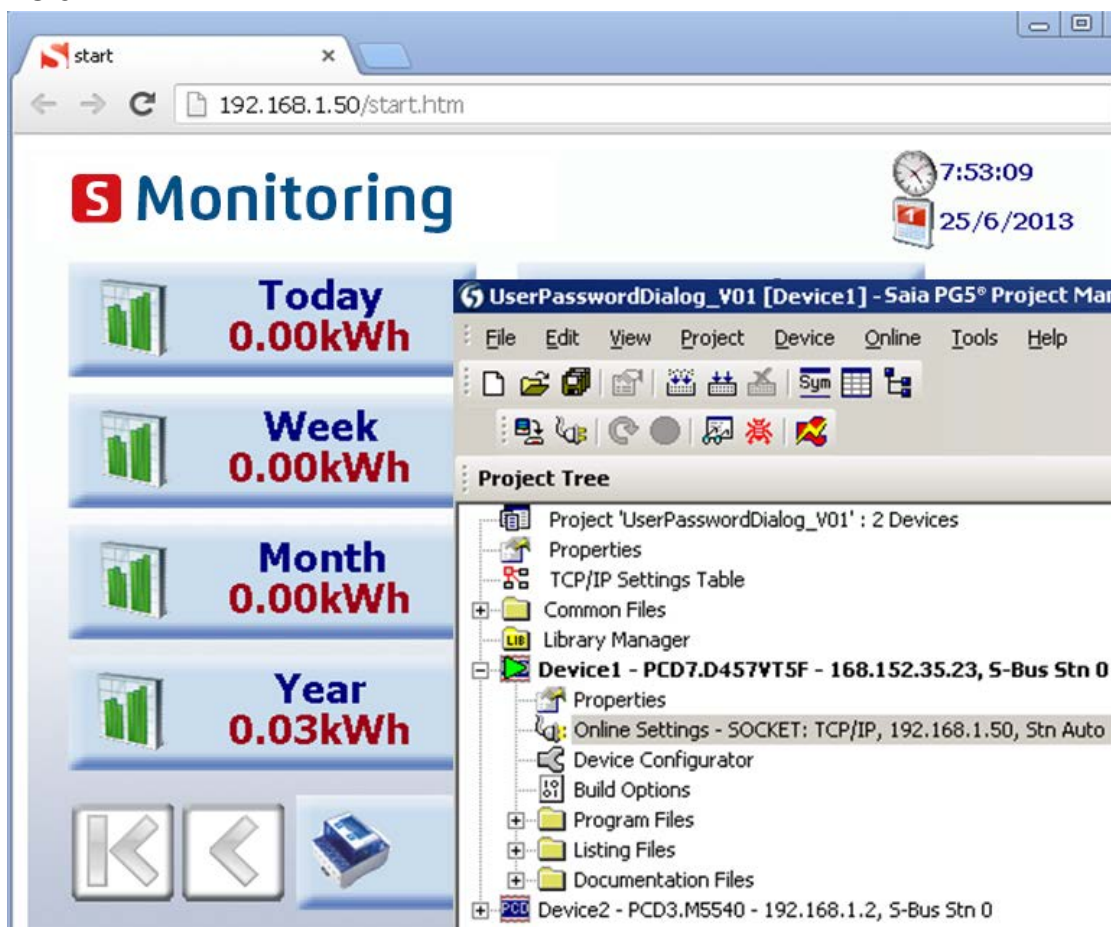 start
192.168.1.50/start.htm
S Monitoring
7:53:09
25/6/2013
Today
0.00kWh
Week
0.00kWh
Month
0.00kWh
Year
0.03kWh
UserPasswordDialog_V01 [Device1] - Saia PG5® Project Mar
File Edit View Project Device Online Tools Help
Sym
Project Tree
Project 'UserPasswordDialog_V01' : 2 Devices
Properties
TCP/IP Settings Table
Common Files
LIB Library Manager
Device1 - PCD7.D457VT5F - 168.152.35.23, S-Bus Stn 0
Properties
Online Settings - SOCKET: TCP/IP, 192.168.1.50, Stn Auto
Device Configurator
Build Options
Program Files
Listing Files
Documentation Files
PCD Device2 - PCD3.M5540 - 192.168.1.2, S-Bus Stn 0